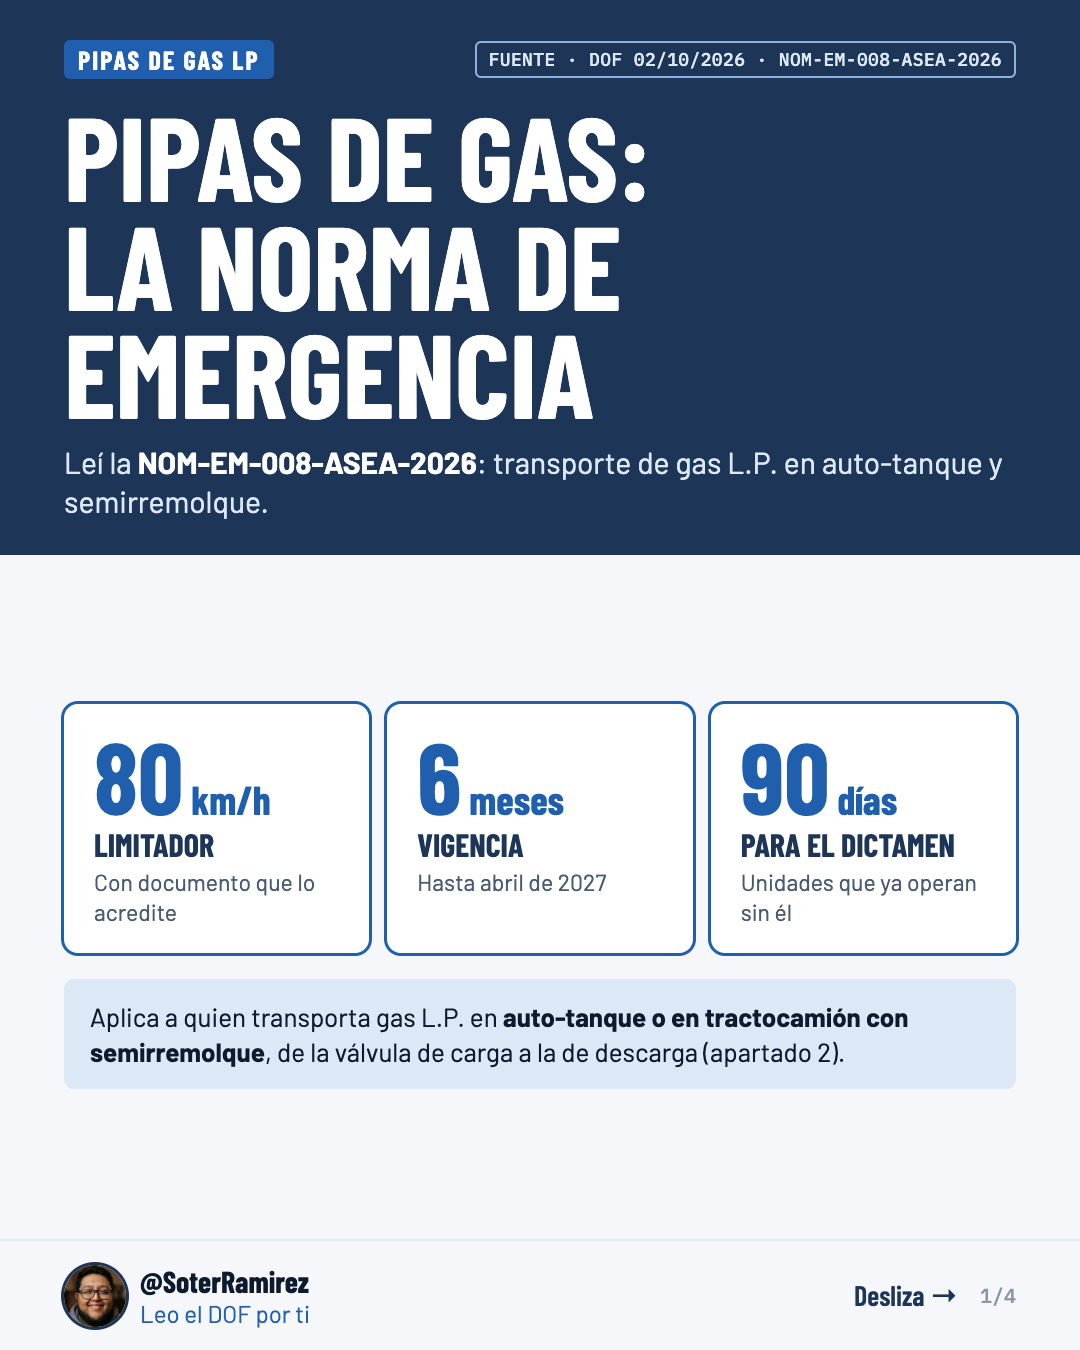 PIPAS DE GAS LP
FUENTE · DOF 02/10/2026 · NOM-EM-008-ASEA-2026
PIPAS DE GAS:
LA NORMA DE
EMERGENCIA
Leí la NOM-EM-008-ASEA-2026: transporte de gas L.P. en auto-tanque y
semirremolque.
80 km/h
LIMITADOR
Con documento que lo
acredite
6 meses
VIGENCIA
Hasta abril de 2027
90 días
PARA EL DICTAMEN
Unidades que ya operan
sin él
Aplica a quien transporta gas L.P. en auto-tanque o en tractocamión con
semirremolque, de la válvula de carga a la de descarga (apartado 2).
@SoterRamirez
Leo el DOF por ti
Desliza → 1/4